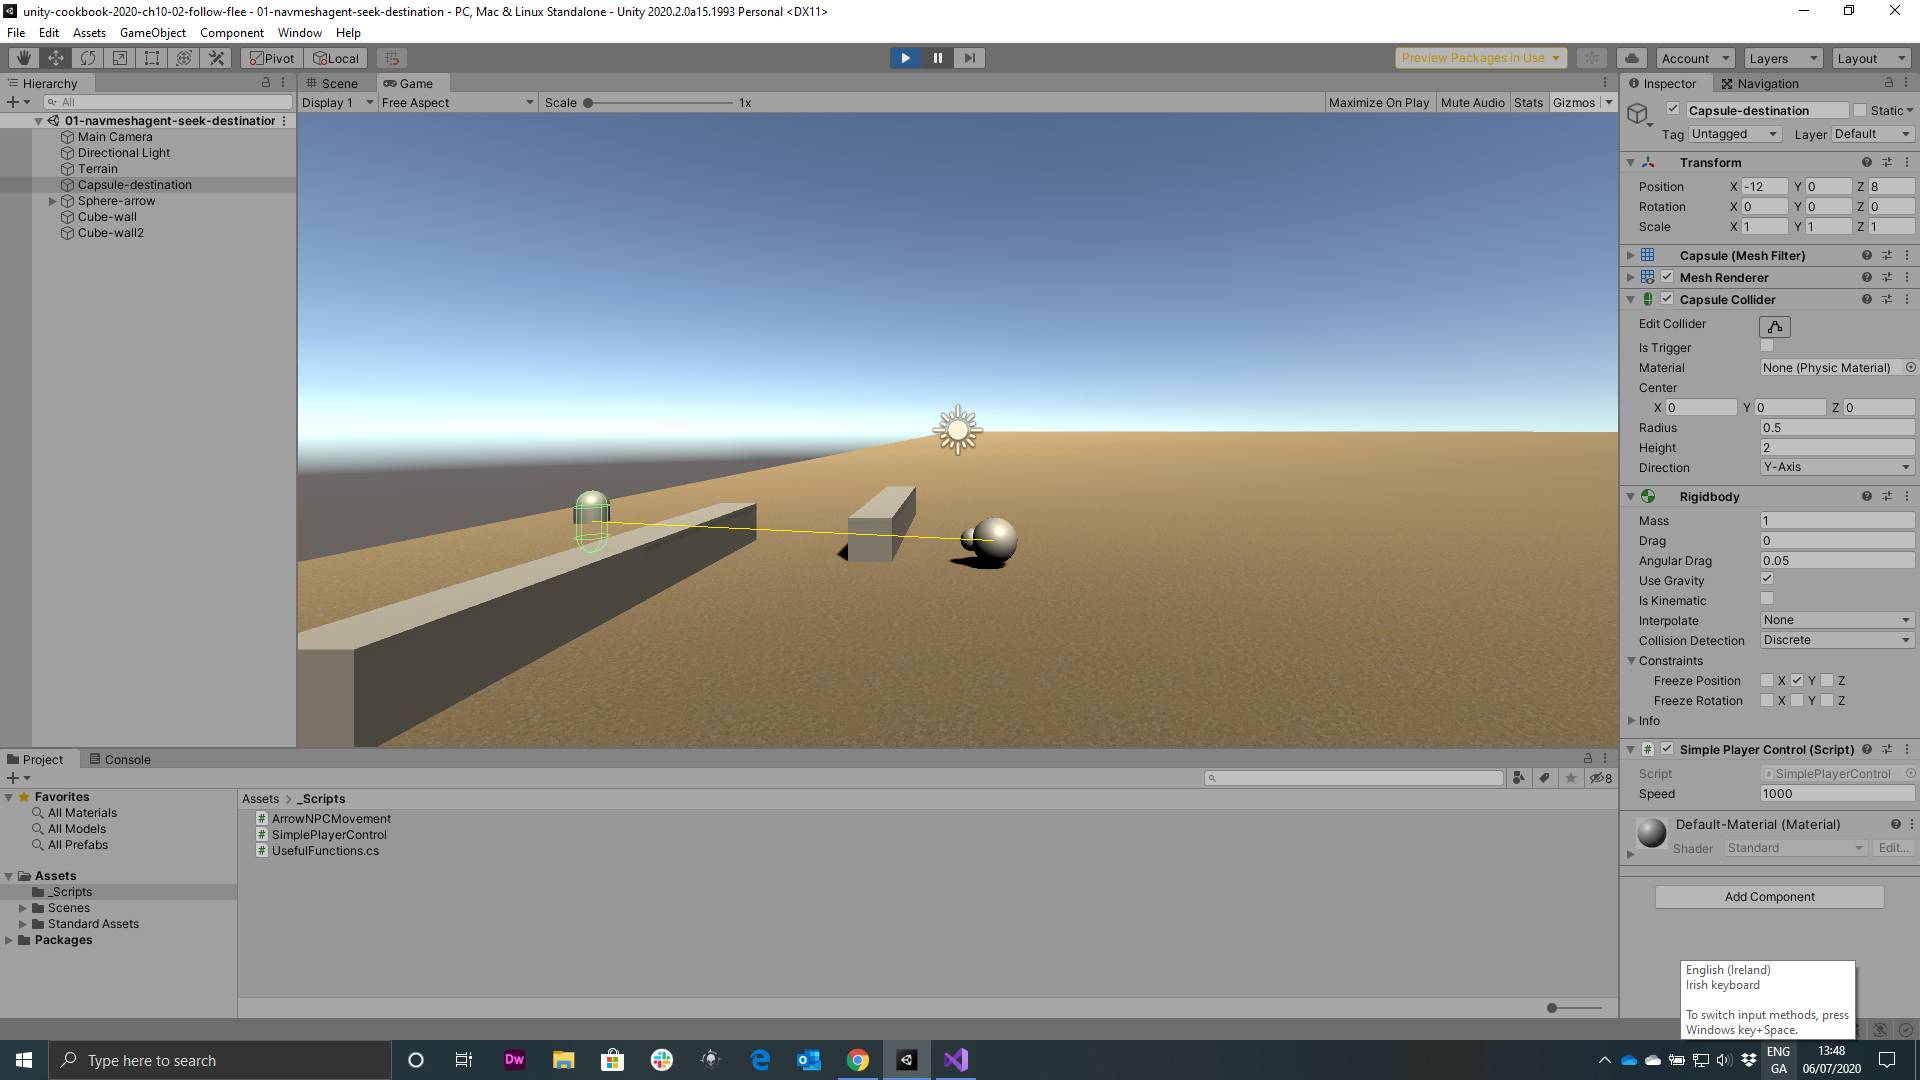 unity-cookbook-2020-ch10-02-follow-flee - 01-navmeshagent-seek-destination - PC, Mac & Linux Standalone - Unity 2020.2.0a15.1993 Personal <DX11>
File Edit Assets GameObject Component Window Help
Pivot Local Preview Packages in Use Account Layers Layout
Hierarchy Scene Game Inspector Navigation
All Display 1 Free Aspect Scale 1x Maximize On Play Mute Audio Stats Gizmos
01-navmeshagent-seek-destination
Main Camera
Directional Light
Terrain
Capsule-destination
Sphere-arrow
Cube-wall
Cube-wall2
Capsule-destination Static
Tag Untagged Layer Default
Transform
Position X -12 Y 0 Z 8
Rotation X 0 Y 0 Z 0
Scale X 1 Y 1 Z 1
Capsule (Mesh Filter)
Mesh Renderer
Capsule Collider
Edit Collider
Is Trigger
Material None (Physic Material)
Center
X 0 Y 0 Z 0
Radius 0.5
Height 2
Direction Y-Axis
Rigidbody
Mass 1
Drag 0
Angular Drag 0.05
Use Gravity
Is Kinematic
Interpolate None
Collision Detection Discrete
Constraints
Freeze Position X Y Z
Freeze Rotation X Y Z
Info
# Simple Player Control (Script)
Script SimplePlayerControl
Speed 1000
Default-Material (Material)
Shader Standard Edit...
Add Component
Project Console
8
Favorites
All Materials
All Models
All Prefabs
Assets
_Scripts
Scenes
Standard Assets
Packages
Assets > _Scripts
# ArrowNPCMovement
# SimplePlayerControl
# UsefulFunctions.cs
English (Ireland)
Irish keyboard
To switch input methods, press
Windows key+Space.
Type here to search
Dw
ENG
GA
13:48
06/07/2020